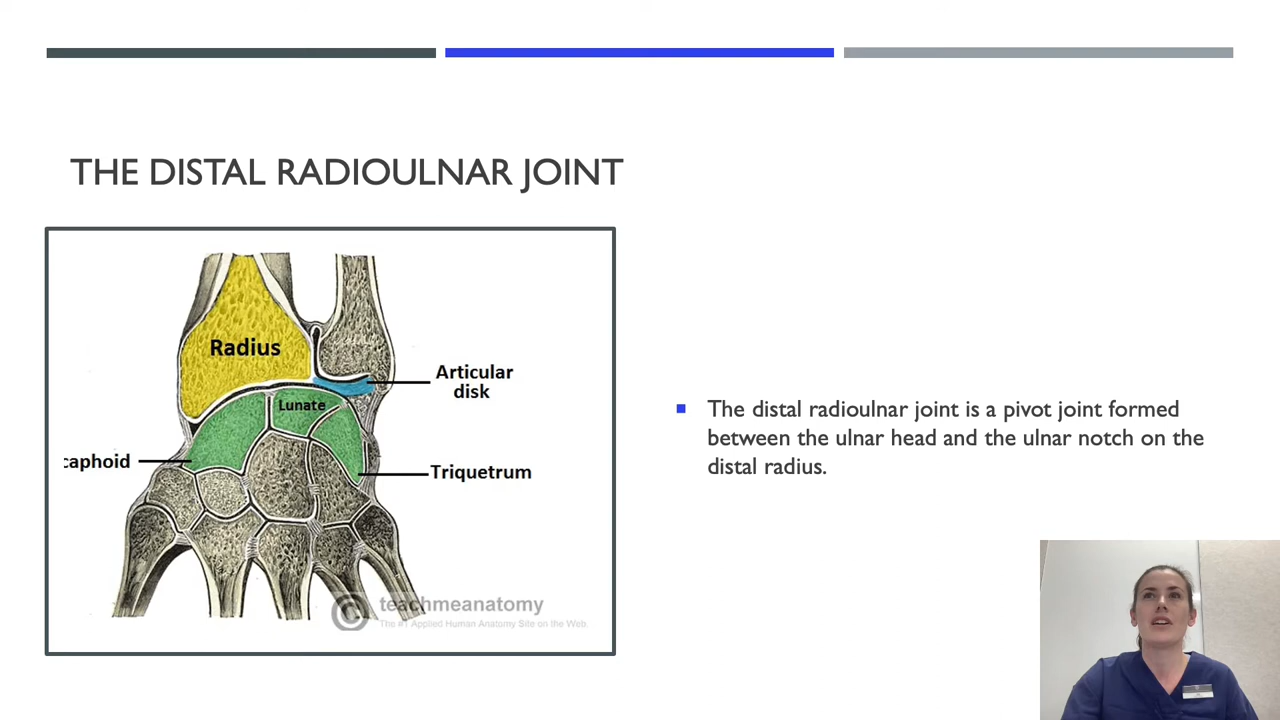 THE DISTAL RADIOULNAR JOINT
Radius
Articular
disk
Lunate
caphoid
Triquetrum
© teachmeanatomy
The #1 Applied Human Anatomy Site on the Web.
The distal radioulnar joint is a pivot joint formed
between the ulnar head and the ulnar notch on the
distal radius.